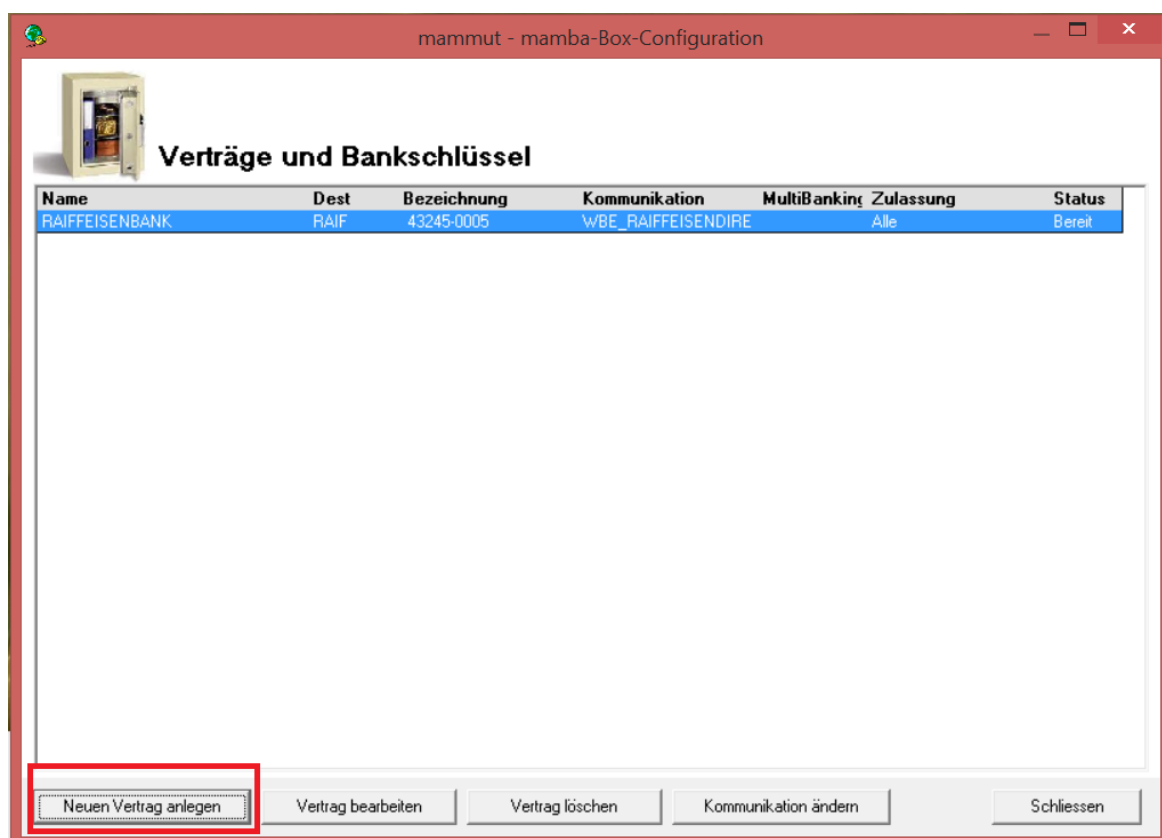 mammut - mamba-Box-Configuration
Verträge und Bankschlüssel
Name Dest Bezeichnung Kommunikation MultiBanking Zulassung Status
RAIFFEISENBANK RAIF 43245-0005 WBE_RAIFFEISENDIRE Alle Bereit
Neuen Vertrag anlegen Vertrag bearbeiten Vertrag löschen Kommunikation ändern Schliessen